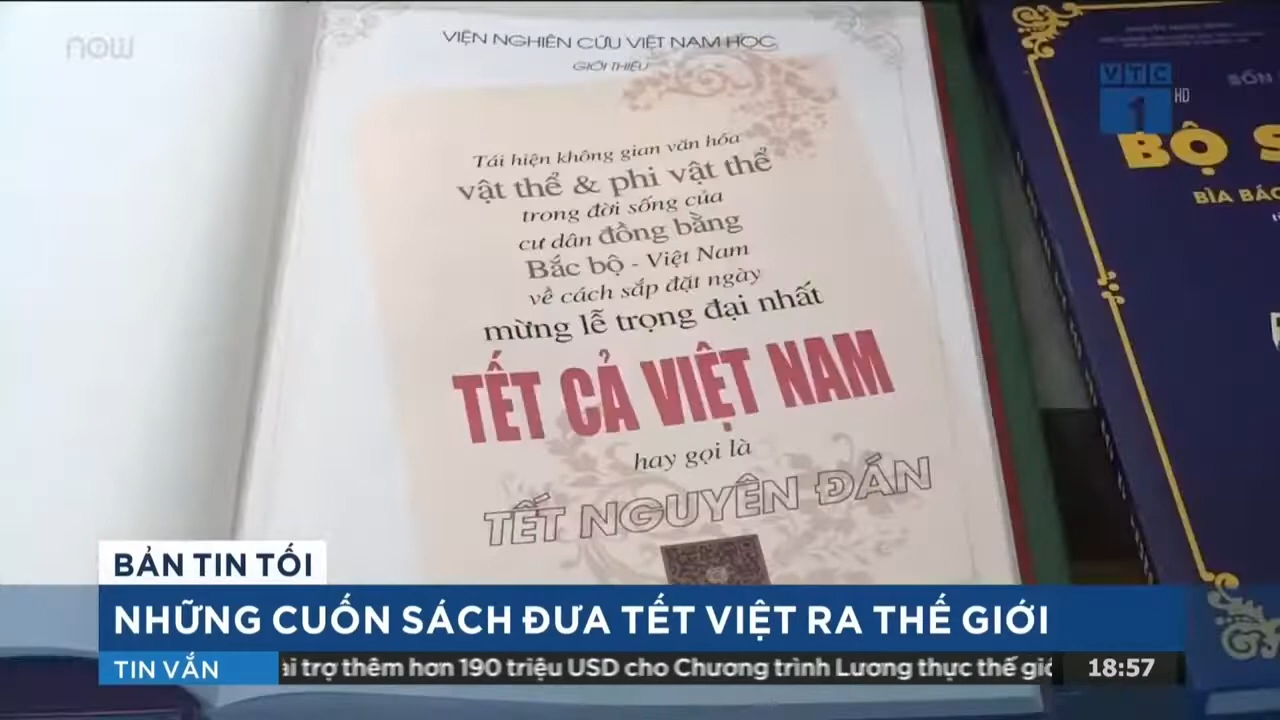 now
VIỆN NGHIÊN CỨU VIỆT NAM HỌC
GIỚI THIỆU
Tái hiện không gian văn hóa
vật thể & phi vật thể
trong đời sống của
cư dân đồng bằng
Bắc bộ - Việt Nam
về cách sắp đặt ngày
mừng lễ trọng đại nhất
TẾT CẢ VIỆT NAM
hay gọi là
TẾT NGUYÊN ĐÁN
VTC
1
HD
BỘ S
BÌA BÁC
BẢN TIN TỐI
NHỮNG CUỐN SÁCH ĐƯA TẾT VIỆT RA THẾ GIỚI
TIN VẮN
ài trợ thêm hơn 190 triệu USD cho Chương trình Lương thực thế giớ
18:57